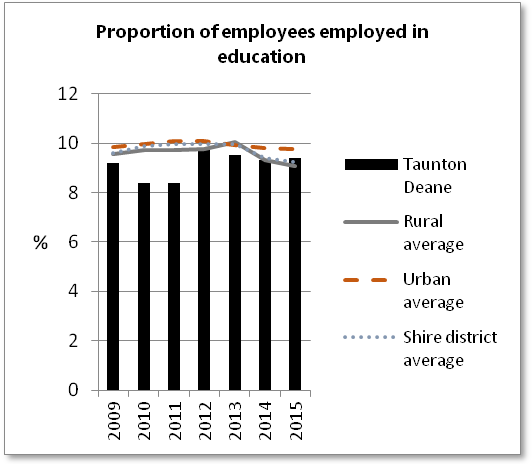 Proportion of employees employed in
education
12
10
8
6
4
2
0
%
2009
2010
2011
2012
2013
2014
2015
Taunton
Deane
Rural
average
Urban
average
Shire district
average